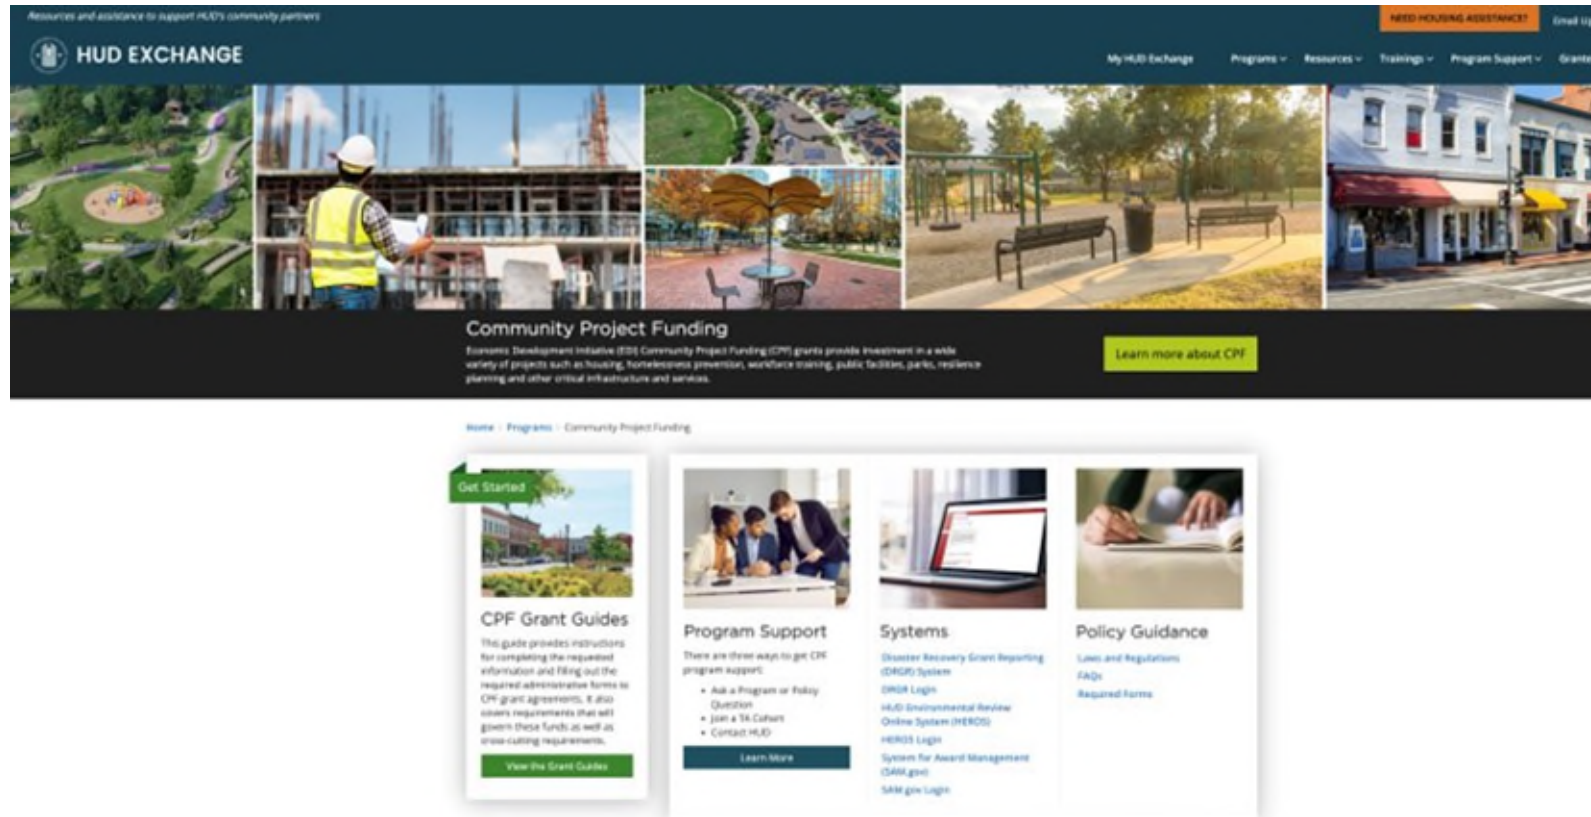 Resources and assistance to support HUD's community partners
NEED HOUSING ASSISTANCE?
Email Up
HUD EXCHANGE
My HUD Exchange
Programs
Resources
Trainings
Program Support
Grante
Community Project Funding
Economic Development Initiative (EDI) Community Project Funding (CPF) grants provide investment in a wide
variety of projects such as housing, homelessness prevention, workforce training, public facilities, parks, resilience
planning and other critical infrastructure and services.
Learn more about CPF
Home
Programs
Community Project Funding
Get Started
CPF Grant Guides
This guide provides instructions
for completing the requested
information and filling out the
required administrative forms to
CPF grant agreements. It also
covers requirements that will
govern these funds as well as
cross-cutting requirements.
View the Grant Guides
Program Support
There are three ways to get CPF
program support:
• Ask a Program or Policy
Question
• Join a TA Cohort
• Contact HUD
Learn More
Systems
Disaster Recovery Grant Reporting
(DRGR) System
DRGR Login
HUD Environmental Review
Online System (HEROS)
HEROS Login
System for Award Management
(SAM.gov)
SAM.gov Login
Policy Guidance
Laws and Regulations
FAQs
Required Forms